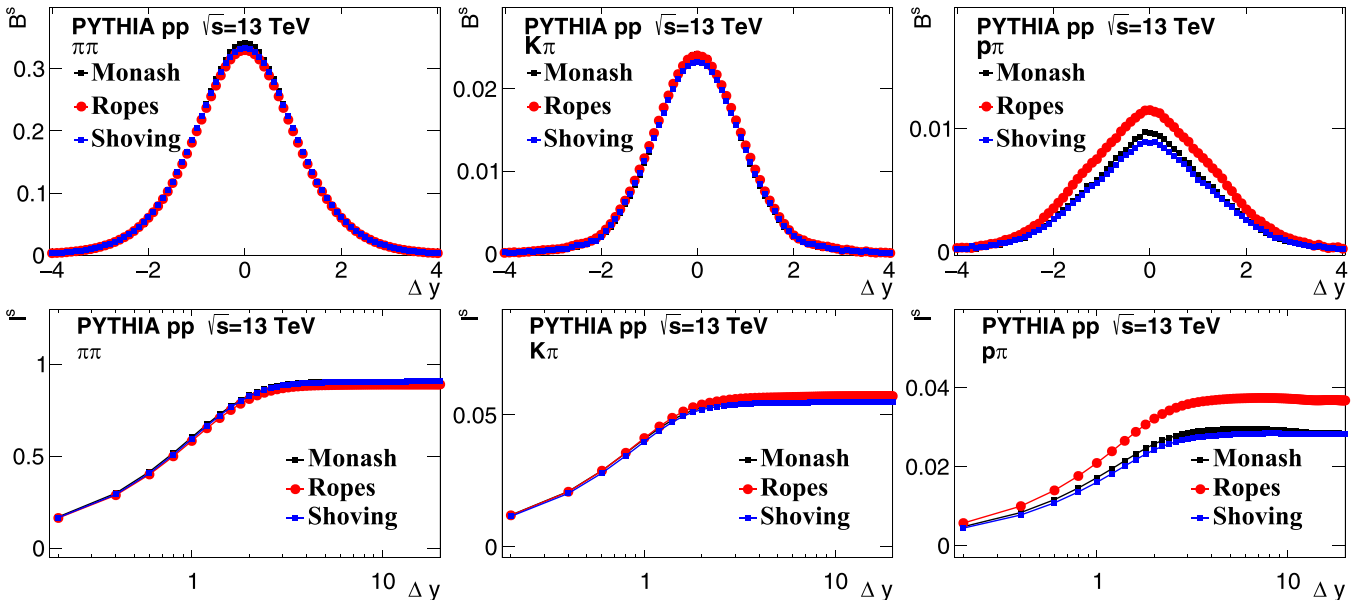 B^s
PYTHIA pp √s=13 TeV
ππ
Monash
Ropes
Shoving
0.3
0.2
0.1
0
−4
−2
0
2
4
Δ y
B^s
PYTHIA pp √s=13 TeV
Kπ
Monash
Ropes
Shoving
0.02
0.01
0
−4
−2
0
2
4
Δ y
B^s
PYTHIA pp √s=13 TeV
pπ
Monash
Ropes
Shoving
0.01
0
−4
−2
0
2
4
Δ y
I^s
PYTHIA pp √s=13 TeV
ππ
1
0.5
0
Monash
Ropes
Shoving
1
10
Δ y
I^s
PYTHIA pp √s=13 TeV
Kπ
0.05
0
Monash
Ropes
Shoving
1
10
Δ y
I^s
PYTHIA pp √s=13 TeV
pπ
0.04
0.02
0
Monash
Ropes
Shoving
1
10
Δ y